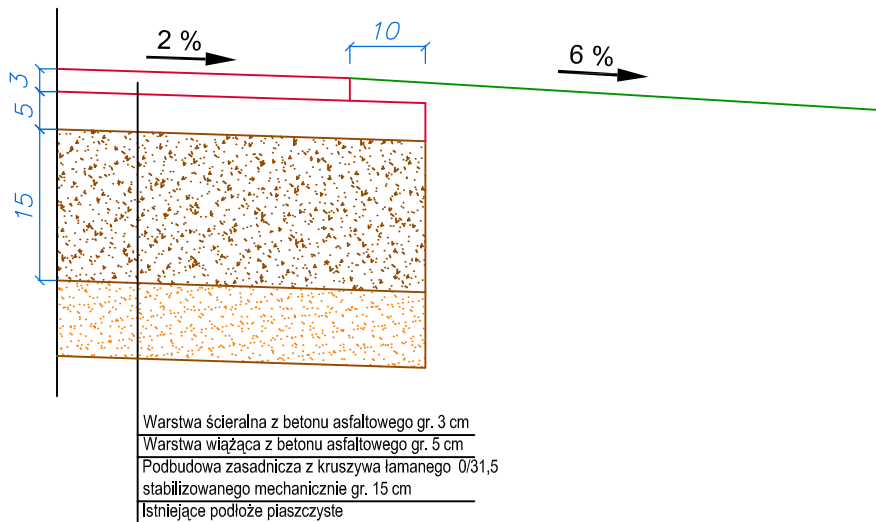 10
2 %
6 %
3
5
15
Warstwa ścieralna z betonu asfaltowego gr. 3 cm
Warstwa wiążąca z betonu asfaltowego gr. 5 cm
Podbudowa zasadnicza z kruszywa łamanego 0/31,5
stabilizowanego mechanicznie gr. 15 cm
Istniejące podłoże piaszczyste